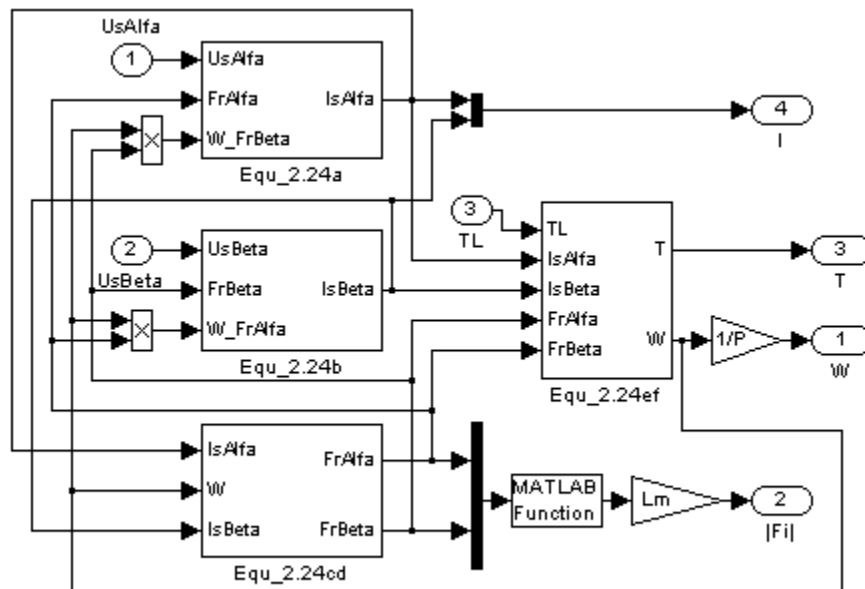 UsAlfa
1
UsAlfa
FrAlfa
IsAlfa
W_FrBeta
Equ_2.24a
4
I
3
TL
TL
IsAlfa
IsBeta
FrAlfa
FrBeta
T
W
Equ_2.24ef
3
T
1/P
1
W
2
UsBeta
UsBeta
FrBeta
IsBeta
W_FrAlfa
Equ_2.24b
IsAlfa
W
IsBeta
FrAlfa
FrBeta
Equ_2.24cd
MATLAB
Function
Lm
2
|Fi|